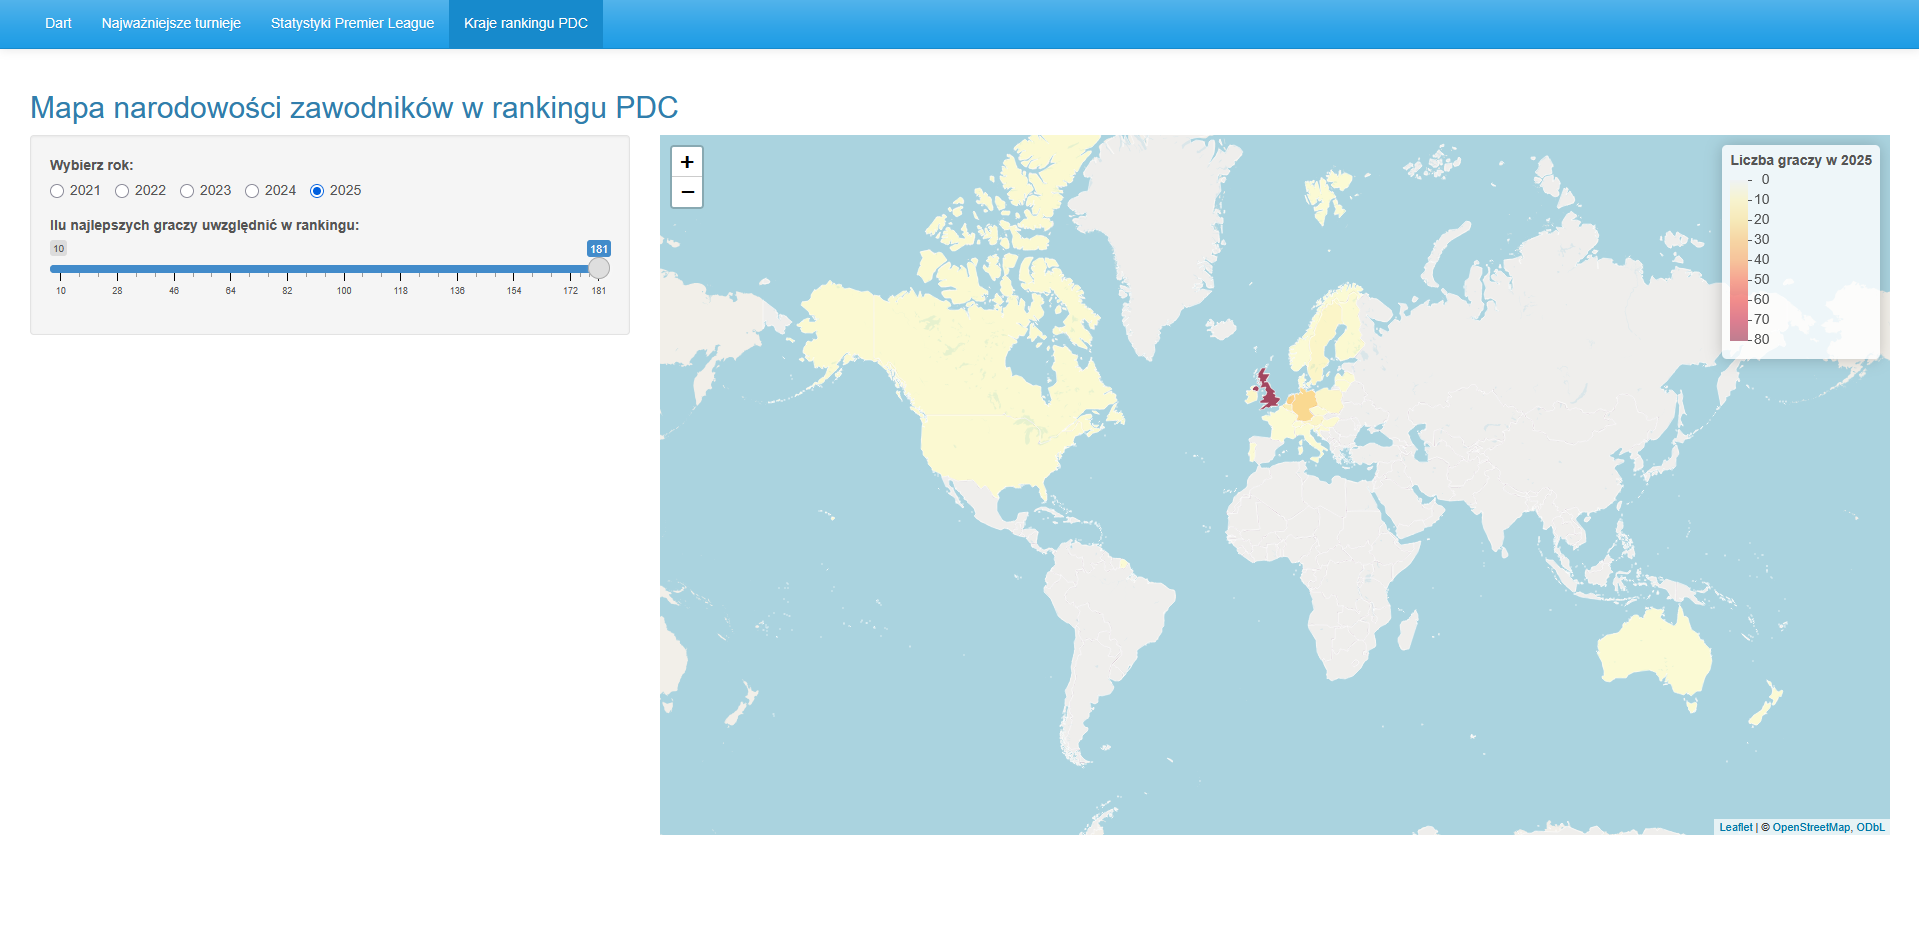 Dart Najważniejsze turnieje Statystyki Premier League Kraje rankingu PDC
Mapa narodowości zawodników w rankingu PDC
Wybierz rok:
2021 2022 2023 2024 2025
Ilu najlepszych graczy uwzględnić w rankingu:
10 181
10 28 46 64 82 100 118 136 154 172 181
+
−
Liczba graczy w 2025
0
10
20
30
40
50
60
70
80
Leaflet | © OpenStreetMap, ODbL